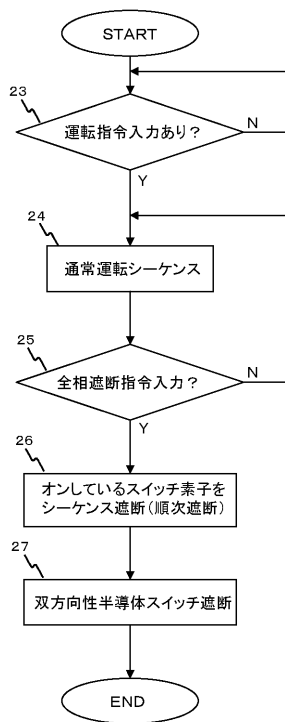 START
23
運転指令入力あり?
N
Y
24
通常運転シーケンス
25
全相遮断指令入力?
N
Y
26
オンしているスイッチ素子を
シーケンス遮断(順次遮断)
27
双方向性半導体スイッチ遮断
END